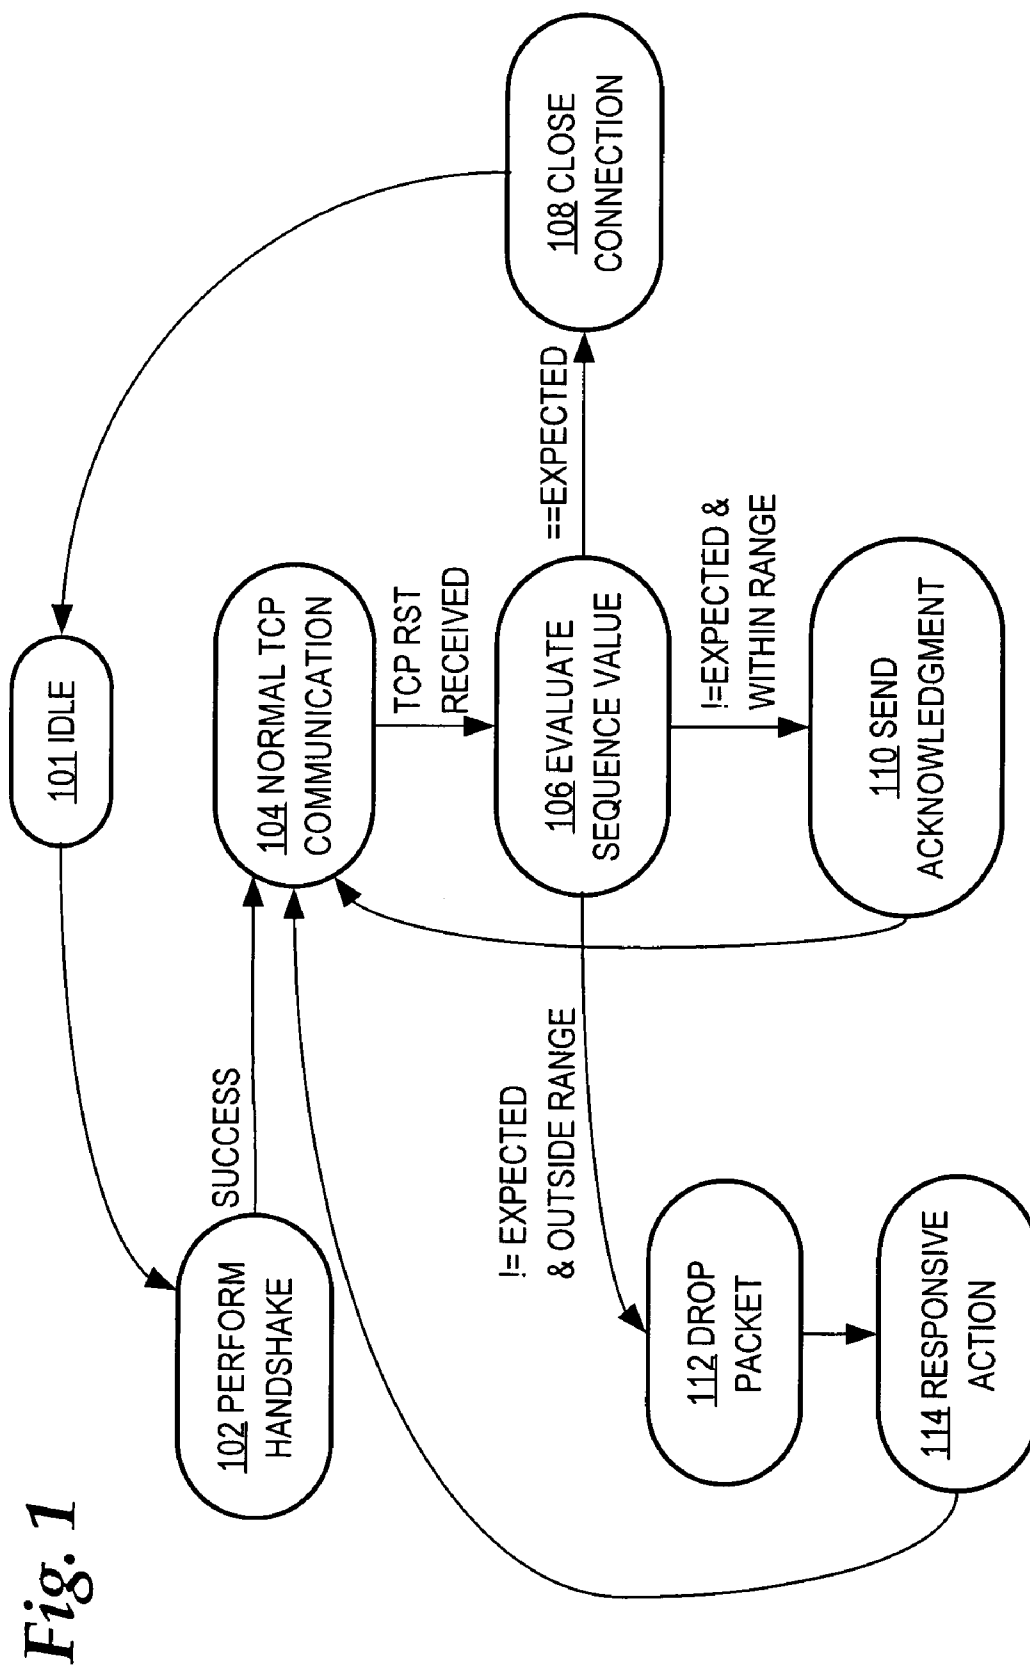 Fig. 1
101 IDLE
102 PERFORM
HANDSHAKE
SUCCESS
104 NORMAL TCP
COMMUNICATION
TCP RST
RECEIVED
106 EVALUATE
SEQUENCE VALUE
==EXPECTED
108 CLOSE
CONNECTION
!=EXPECTED &
WITHIN RANGE
110 SEND
ACKNOWLEDGMENT
!= EXPECTED
& OUTSIDE RANGE
112 DROP
PACKET
114 RESPONSIVE
ACTION